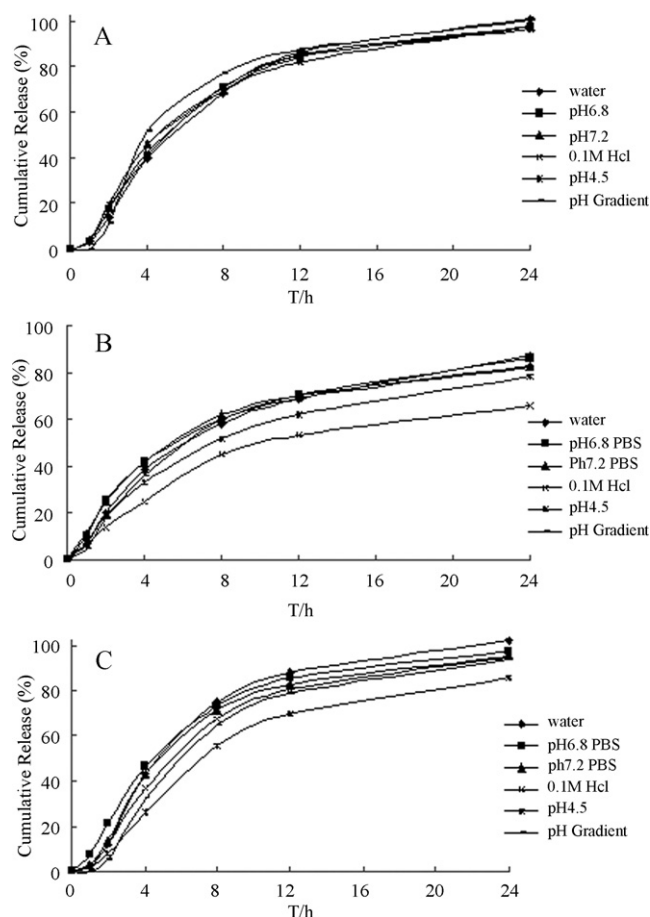 A
Cumulative Release (%)
100
80
60
40
20
0
0 4 8 12 16 20 24
T/h
water
pH6.8
pH7.2
0.1M Hcl
pH4.5
pH Gradient
B
Cumulative Release (%)
100
80
60
40
20
0
0 4 8 12 16 20 24
T/h
water
pH6.8 PBS
Ph7.2 PBS
0.1M Hcl
pH4.5
pH Gradient
C
Cumulative Release (%)
100
80
60
40
20
0
0 4 8 12 16 20 24
T/h
water
pH6.8 PBS
ph7.2 PBS
0.1M Hcl
pH4.5
pH Gradient